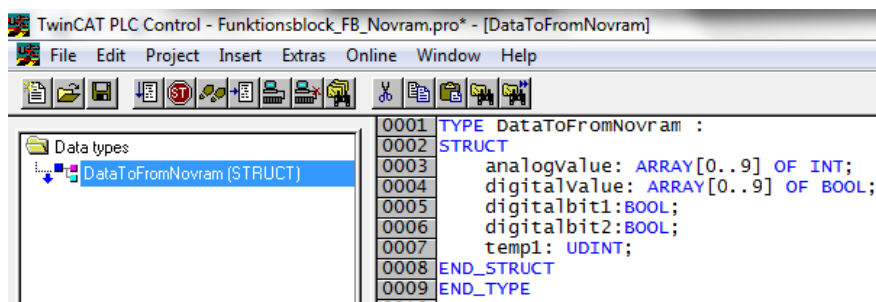 TwinCAT PLC Control - Funktionsblock_FB_Novram.pro* - [DataToFromNovram]
File Edit Project Insert Extras Online Window Help
ST
Data types
DataToFromNovram (STRUCT)
0001 TYPE DataToFromNovram :
0002 STRUCT
0003 analogValue: ARRAY[0..9] OF INT;
0004 digitalValue: ARRAY[0..9] OF BOOL;
0005 digitalbit1:BOOL;
0006 digitalbit2:BOOL;
0007 temp1: UDINT;
0008 END_STRUCT
0009 END_TYPE